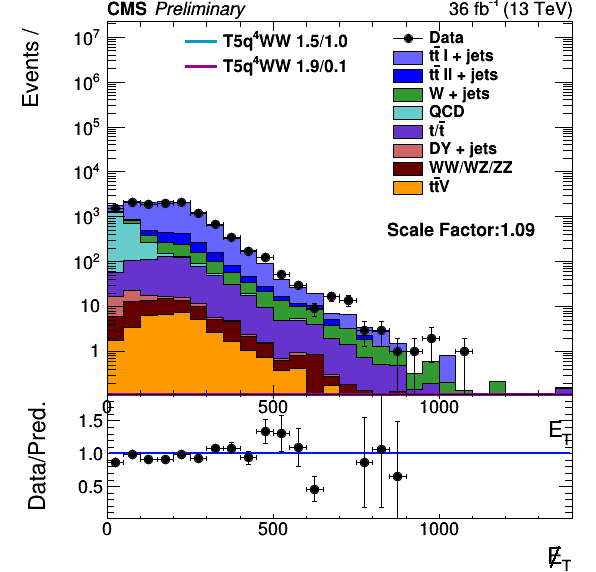 CMS Preliminary 36 fb⁻¹ (13 TeV)
Events /
10⁷
10⁶
10⁵
10⁴
10³
10²
10
1
T5q⁴WW 1.5/1.0
T5q⁴WW 1.9/0.1
Data
tt̄ l + jets
tt̄ ll + jets
W + jets
QCD
t/t̄
DY + jets
WW/WZ/ZZ
tt̄V
Scale Factor:1.09
0 500 1000
E_T
Data/Pred.
1.5
1.0
0.5
0 500 1000
E̸_T